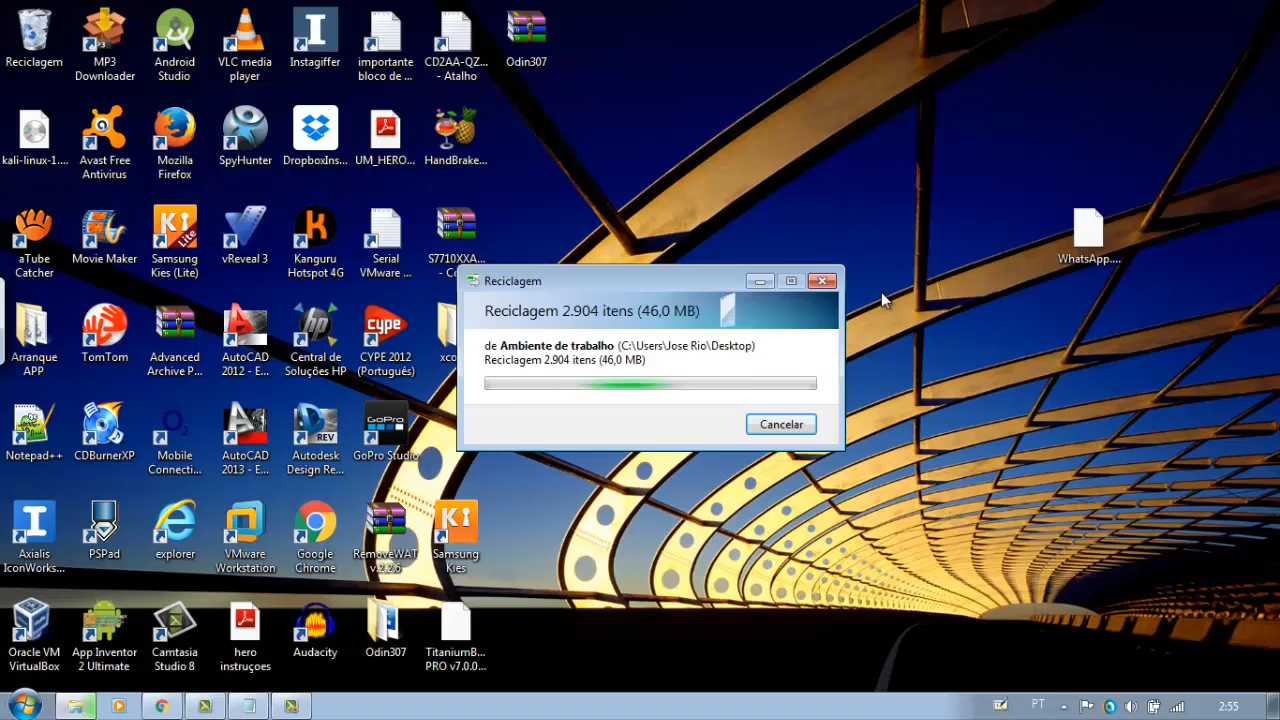 Reciclagem
MP3
Downloader
Android
Studio
VLC media
player
Instagiffer
importante
bloco de ...
CD2AA-QZ...
- Atalho
Odin307
kali-linux-1....
Avast Free
Antivirus
Mozilla
Firefox
SpyHunter
DropboxIns...
UM_HERO...
HandBrake...
aTube
Catcher
Movie Maker
Samsung
Kies (Lite)
vReveal 3
Kanguru
Hotspot 4G
Serial
VMware ...
S7710XXA...
- Co
WhatsApp....
Arranque
APP
TomTom
Advanced
Archive P...
AutoCAD
2012 - E...
Central de
Soluções HP
CYPE 2012
(Português)
xco
Reciclagem
Reciclagem 2.904 itens (46,0 MB)
de Ambiente de trabalho (C:\Users\Jose Rio\Desktop)
Reciclagem 2.904 itens (46,0 MB)
Cancelar
Notepad++
CDBurnerXP
Mobile
Connecti...
AutoCAD
2013 - E...
Autodesk
Design Re...
GoPro Studio
Axialis
IconWorks...
PSPad
explorer
VMware
Workstation
Google
Chrome
RemoveWAT
v.2.2.6
Samsung
Kies
Oracle VM
VirtualBox
App Inventor
2 Ultimate
Camtasia
Studio 8
hero
instruçoes
Audacity
Odin307
TitaniumB...
PRO v7.0.0...
PT
2:55